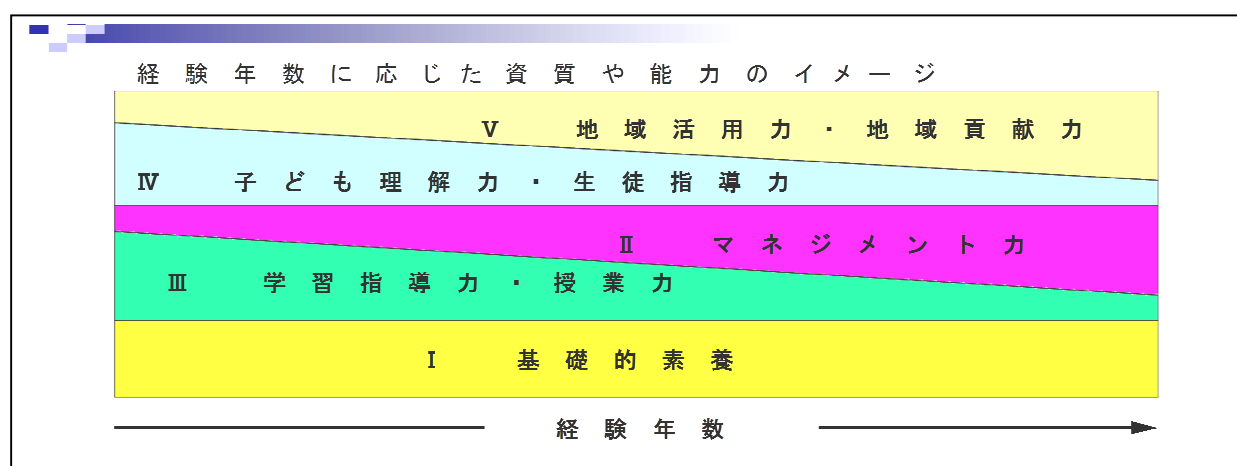 経験年数に応じた資質や能力のイメージ
Ⅴ 地域活用力・地域貢献力
Ⅳ 子ども理解力・生徒指導力
Ⅱ マネジメント力
Ⅲ 学習指導力・授業力
Ⅰ 基礎的素養
経験年数